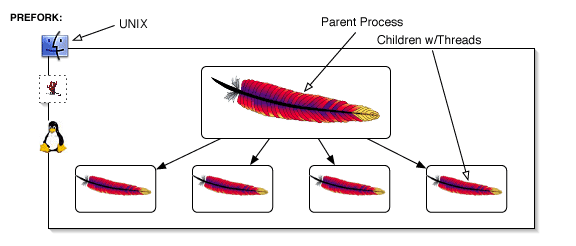 PREFORK:
UNIX
Parent Process
Children w/Threads